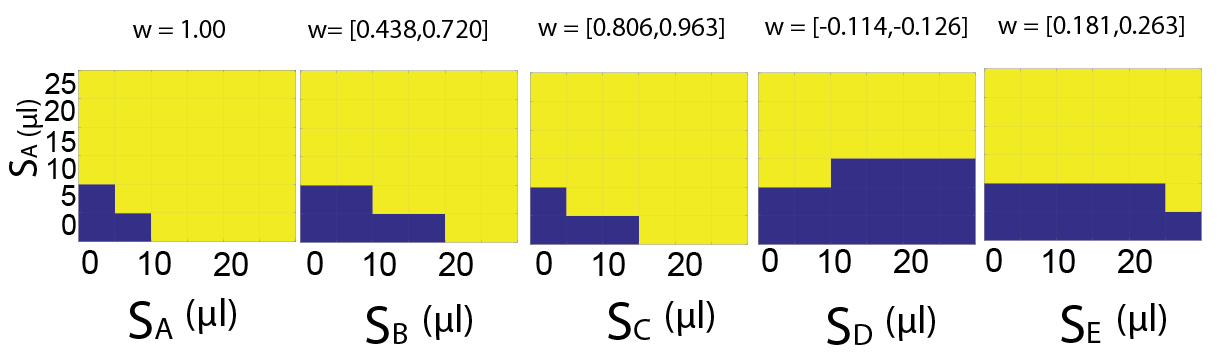 w = 1.00
w= [0.438,0.720]
w = [0.806,0.963]
w = [-0.114,-0.126]
w = [0.181,0.263]
SA (µl)
25
20
15
10
5
0
0 10 20
0 10 20
0 10 20
0 10 20
0 10 20
SA (µl)
SB (µl)
SC (µl)
SD (µl)
SE (µl)